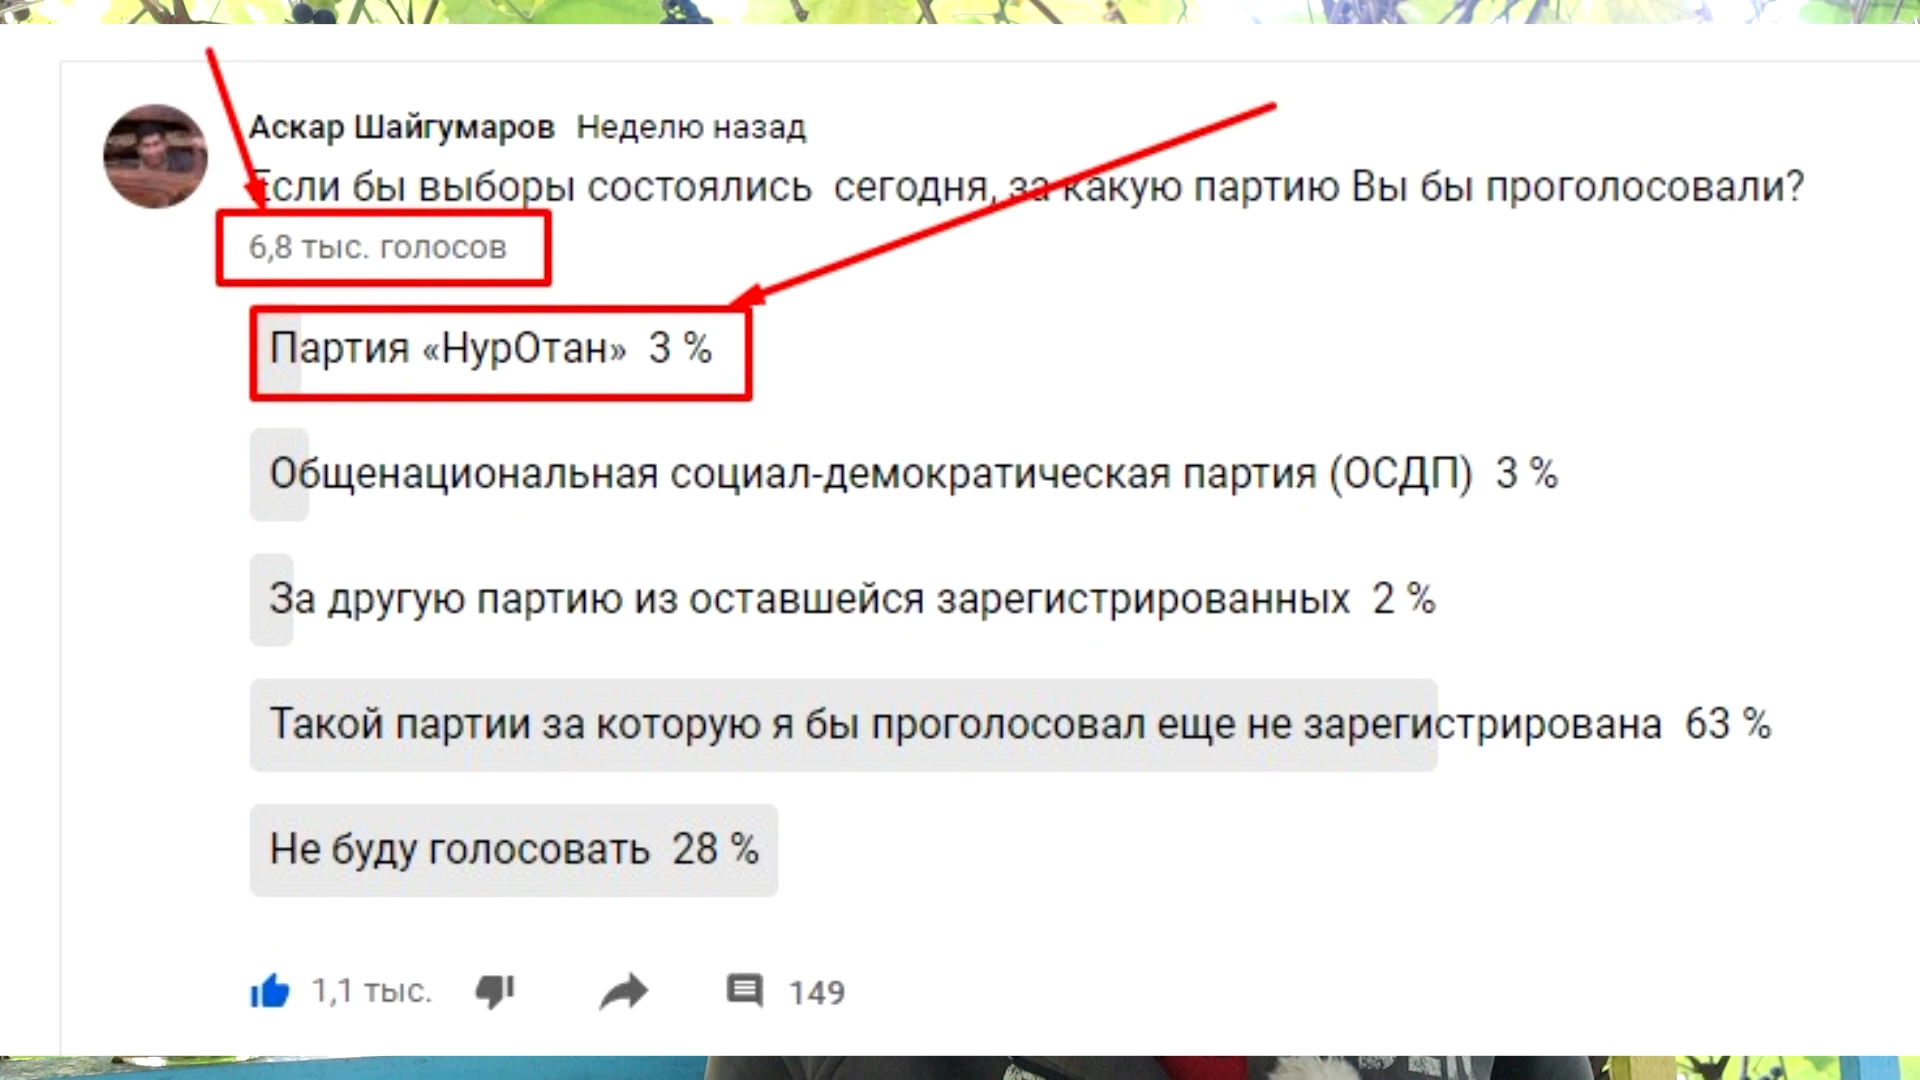 Аскар Шайгумаров Неделю назад
Если бы выборы состоялись сегодня, за какую партию Вы бы проголосовали?
6,8 тыс. голосов
Партия «НурОтан» 3 %
Общенациональная социал-демократическая партия (ОСДП) 3 %
За другую партию из оставшейся зарегистрированных 2 %
Такой партии за которую я бы проголосовал еще не зарегистрирована 63 %
Не буду голосовать 28 %
1,1 тыс. 149